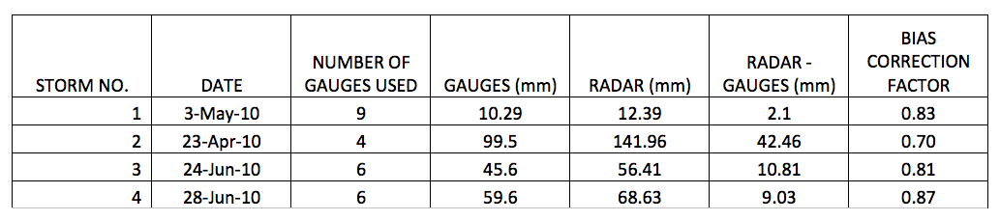 STORM NO. DATE NUMBER OF GAUGES USED GAUGES (mm) RADAR (mm) RADAR - GAUGES (mm) BIAS CORRECTION FACTOR
1 3-May-10 9 10.29 12.39 2.1 0.83
2 23-Apr-10 4 99.5 141.96 42.46 0.70
3 24-Jun-10 6 45.6 56.41 10.81 0.81
4 28-Jun-10 6 59.6 68.63 9.03 0.87